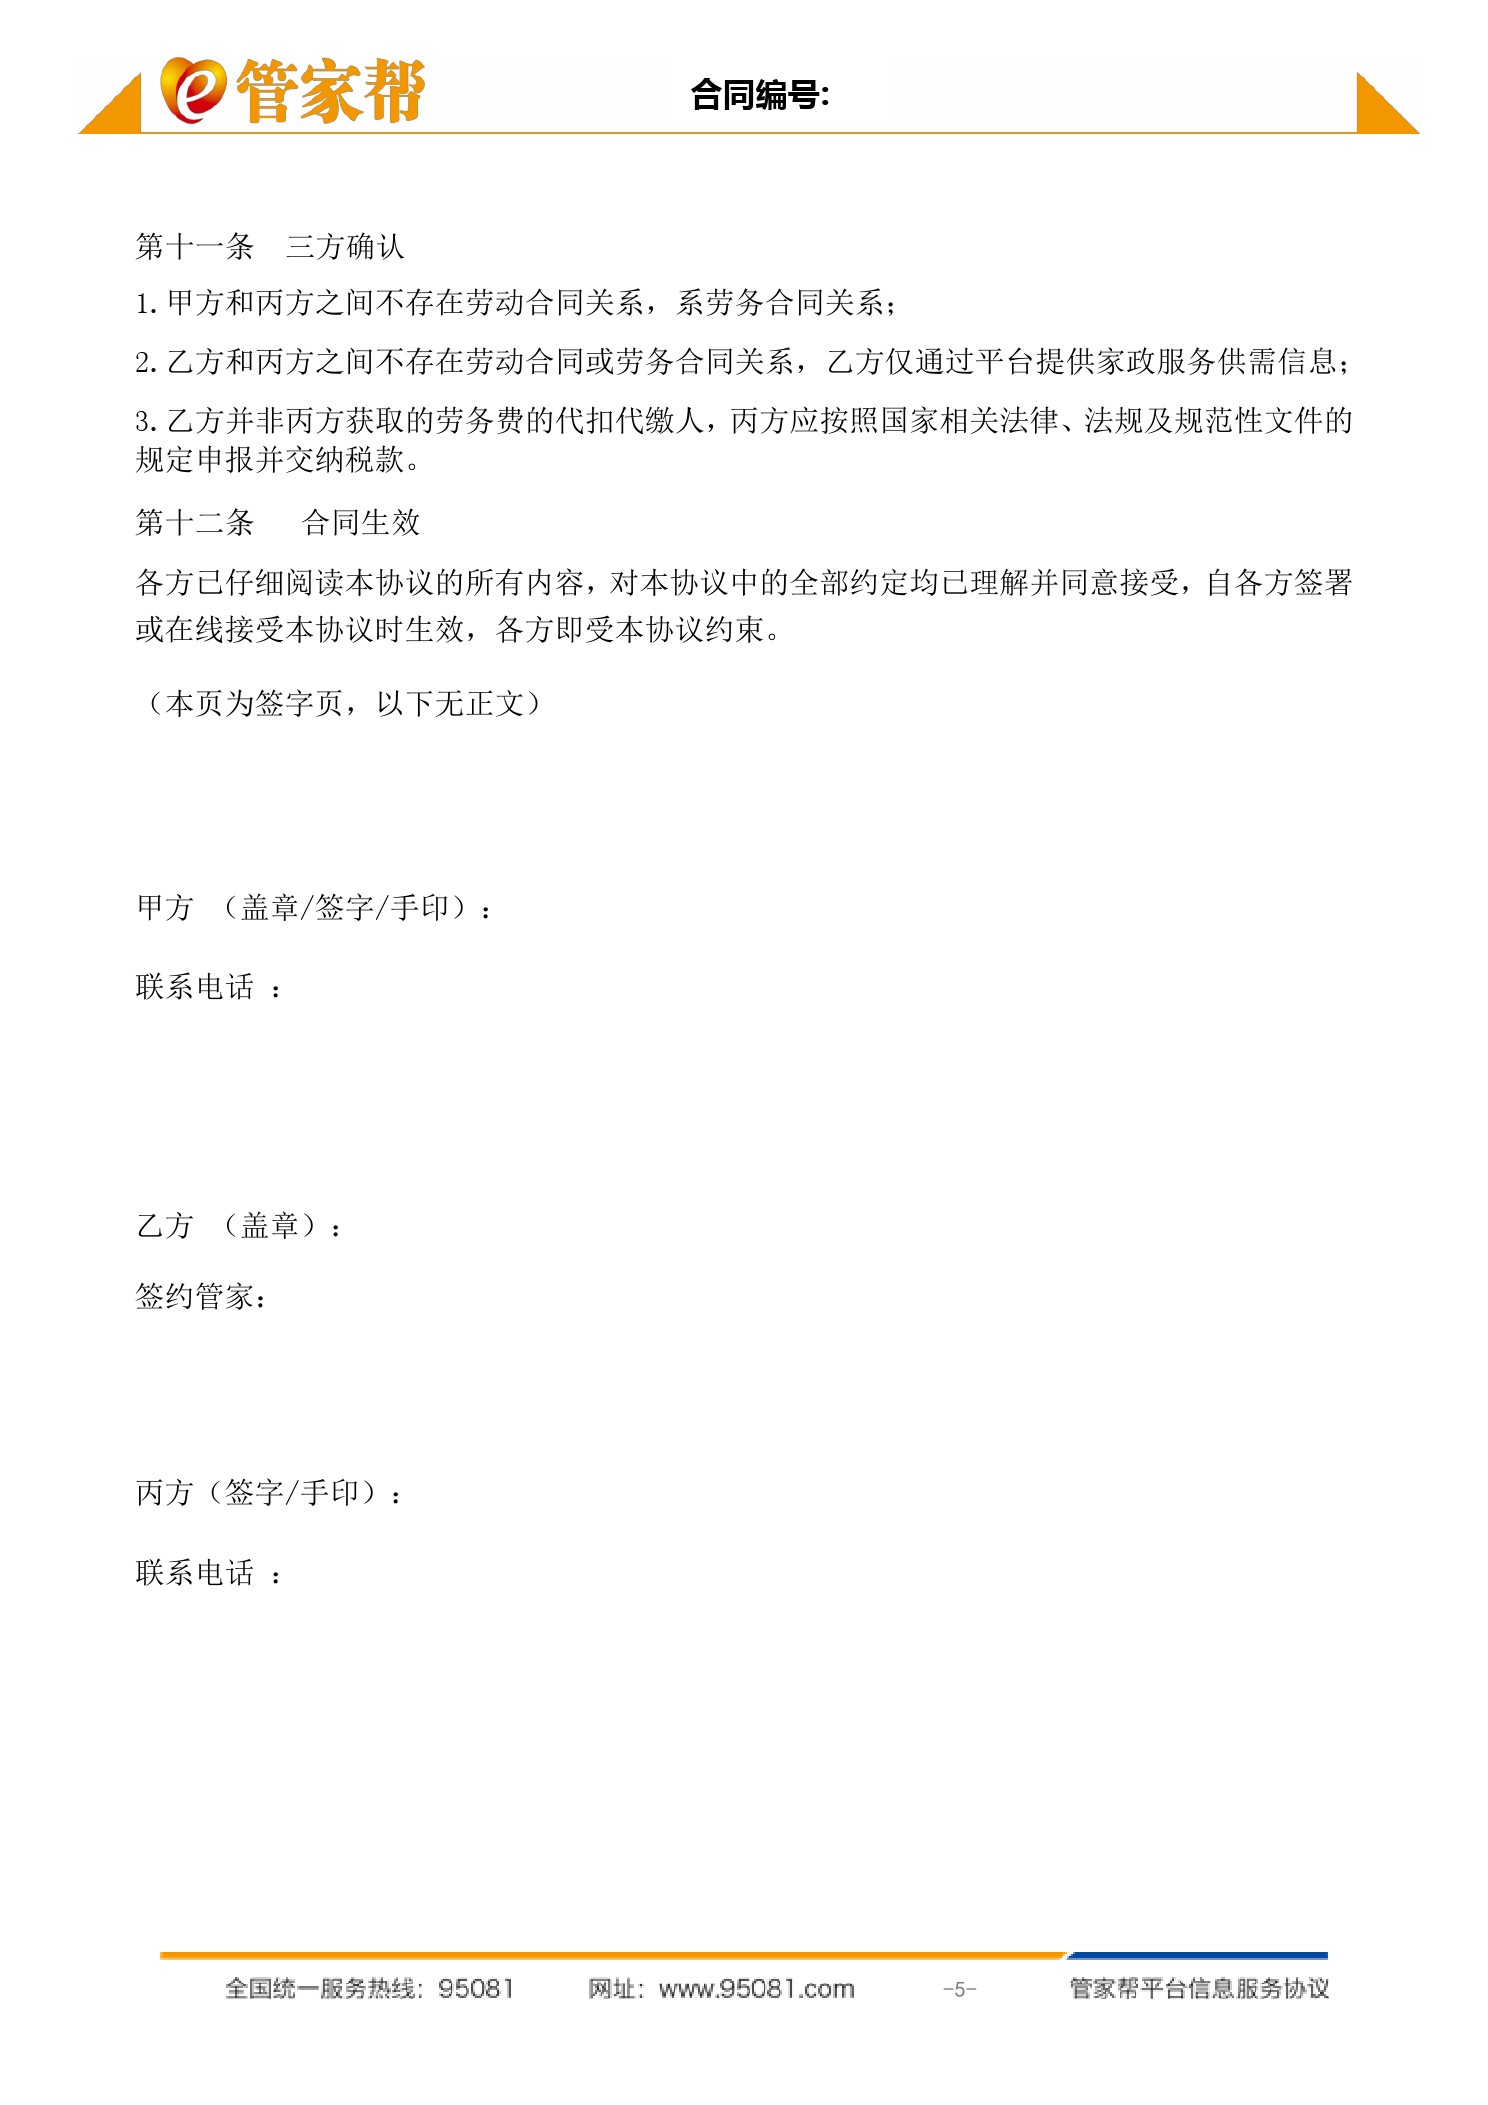 管家帮
合同编号:
第十一条 三方确认
1.甲方和丙方之间不存在劳动合同关系，系劳务合同关系；
2.乙方和丙方之间不存在劳动合同或劳务合同关系，乙方仅通过平台提供家政服务供需信息；
3.乙方并非丙方获取的劳务费的代扣代缴人，丙方应按照国家相关法律、法规及规范性文件的
规定申报并交纳税款。
第十二条 合同生效
各方已仔细阅读本协议的所有内容，对本协议中的全部约定均已理解并同意接受，自各方签署
或在线接受本协议时生效，各方即受本协议约束。
（本页为签字页，以下无正文）
甲方 （盖章/签字/手印）：
联系电话 ：
乙方 （盖章）：
签约管家：
丙方（签字/手印）：
联系电话 ：
全国统一服务热线：95081 网址：www.95081.com -5- 管家帮平台信息服务协议